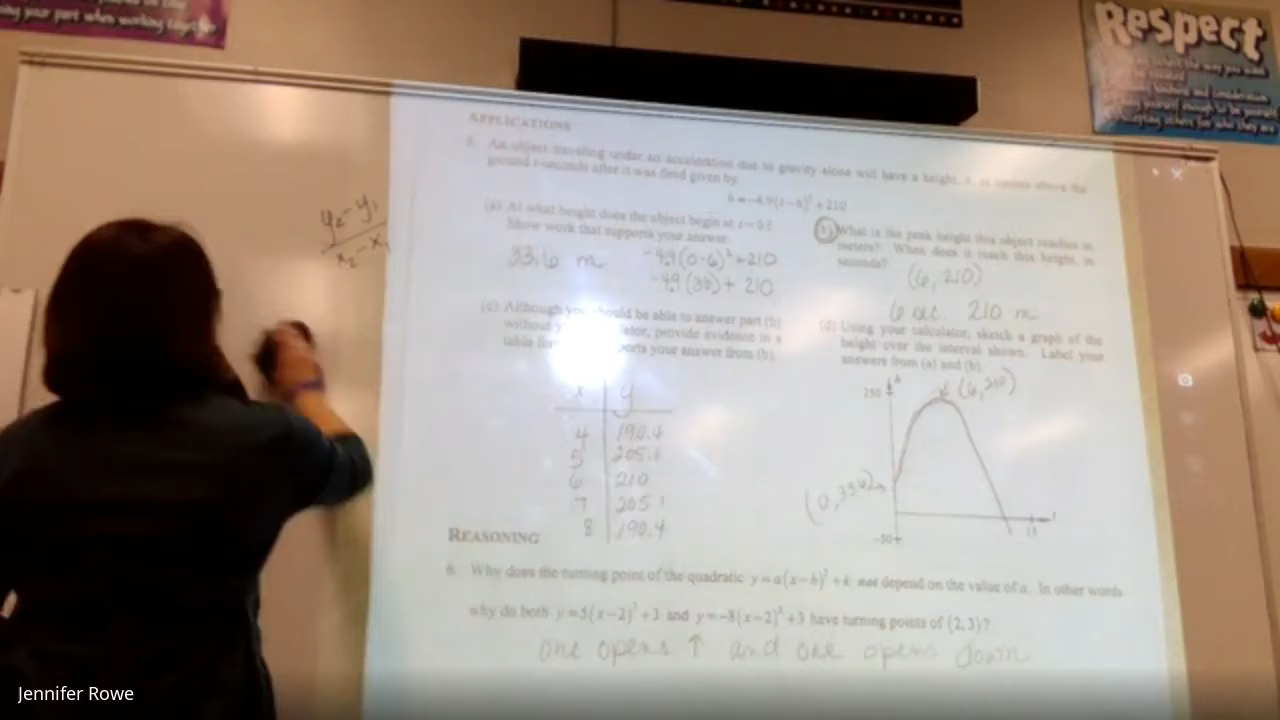 ing your part when working together
Respect
APPLICATIONS
5. An object traveling under an acceleration due to gravity alone will have a height, h, in meters above the
ground t-seconds after it was fired given by
h = -4.9(t-6)² + 210
(a) At what height does the object begin at t = 0?
Show work that supports your answer.
33.6 m
-4.9(0-6)² + 210
-4.9(36) + 210
(b) What is the peak height this object reaches in
meters? When does it reach this height, in
seconds?
(6, 210)
6 sec 210 m
y₂ - y₁
x₂ - x₁
(c) Although you should be able to answer part (b)
without your calculator, provide evidence in a
table
supports your answer from (b).
x y
4 190.4
5 205.1
6 210
7 205.1
8 190.4
(d) Using your calculator, sketch a graph of the
height over the interval shown. Label your
answers from (a) and (b).
250 h
(6, 210)
(0, 33.6)
t
15
-50
REASONING
6. Why does the turning point of the quadratic y = a(x-h)² + k not depend on the value of a. In other words
why do both y = 5(x-2)² + 3 and y = -8(x-2)² + 3 have turning points of (2, 3)?
one opens ↑ and one opens down.
Jennifer Rowe